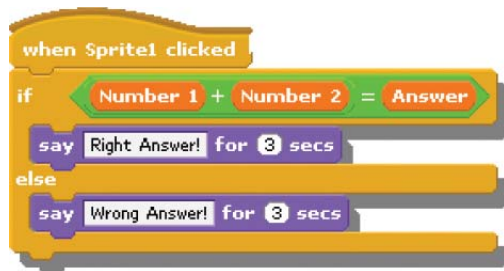 when Sprite1 clicked
if Number 1 + Number 2 = Answer
say Right Answer! for 3 secs
else
say Wrong Answer! for 3 secs